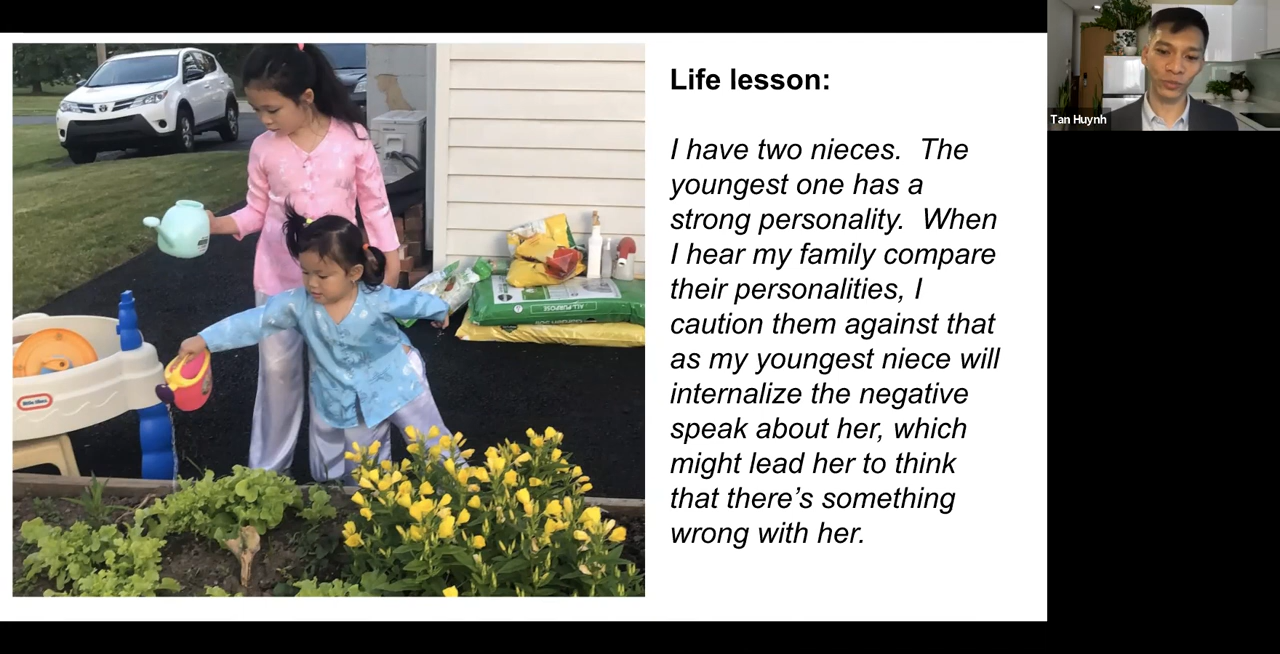 Life lesson:
I have two nieces.  The
youngest one has a
strong personality.  When
I hear my family compare
their personalities, I
caution them against that
as my youngest niece will
internalize the negative
speak about her, which
might lead her to think
that there’s something
wrong with her.
Tan Huynh
little tikes
ALL PURPOSE